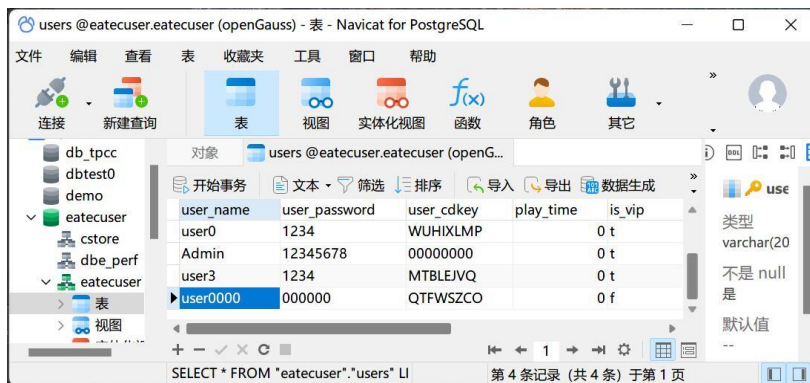 users @eatecuser.eatecuser (openGauss) - 表 - Navicat for PostgreSQL
文件 编辑 查看 表 收藏夹 工具 窗口 帮助
连接 新建查询 表 视图 实体化视图 函数 角色 其它
db_tpcc
dbtest0
demo
eatecuser
cstore
dbe_perf
eatecuser
表
视图
对象 users @eatecuser.eatecuser (openG...
开始事务 文本 筛选 排序 导入 导出 数据生成
user_name user_password user_cdkey play_time is_vip
user0 1234 WUHIXLMP 0 t
Admin 12345678 00000000 0 t
user3 1234 MTBLEJVQ 0 t
user0000 000000 QTFWSZCO 0 f
1
SELECT * FROM "eatecuser"."users" LI 第 4 条记录 (共 4 条) 于第 1 页
DDL
use
类型
varchar(20
不是 null
是
默认值
--